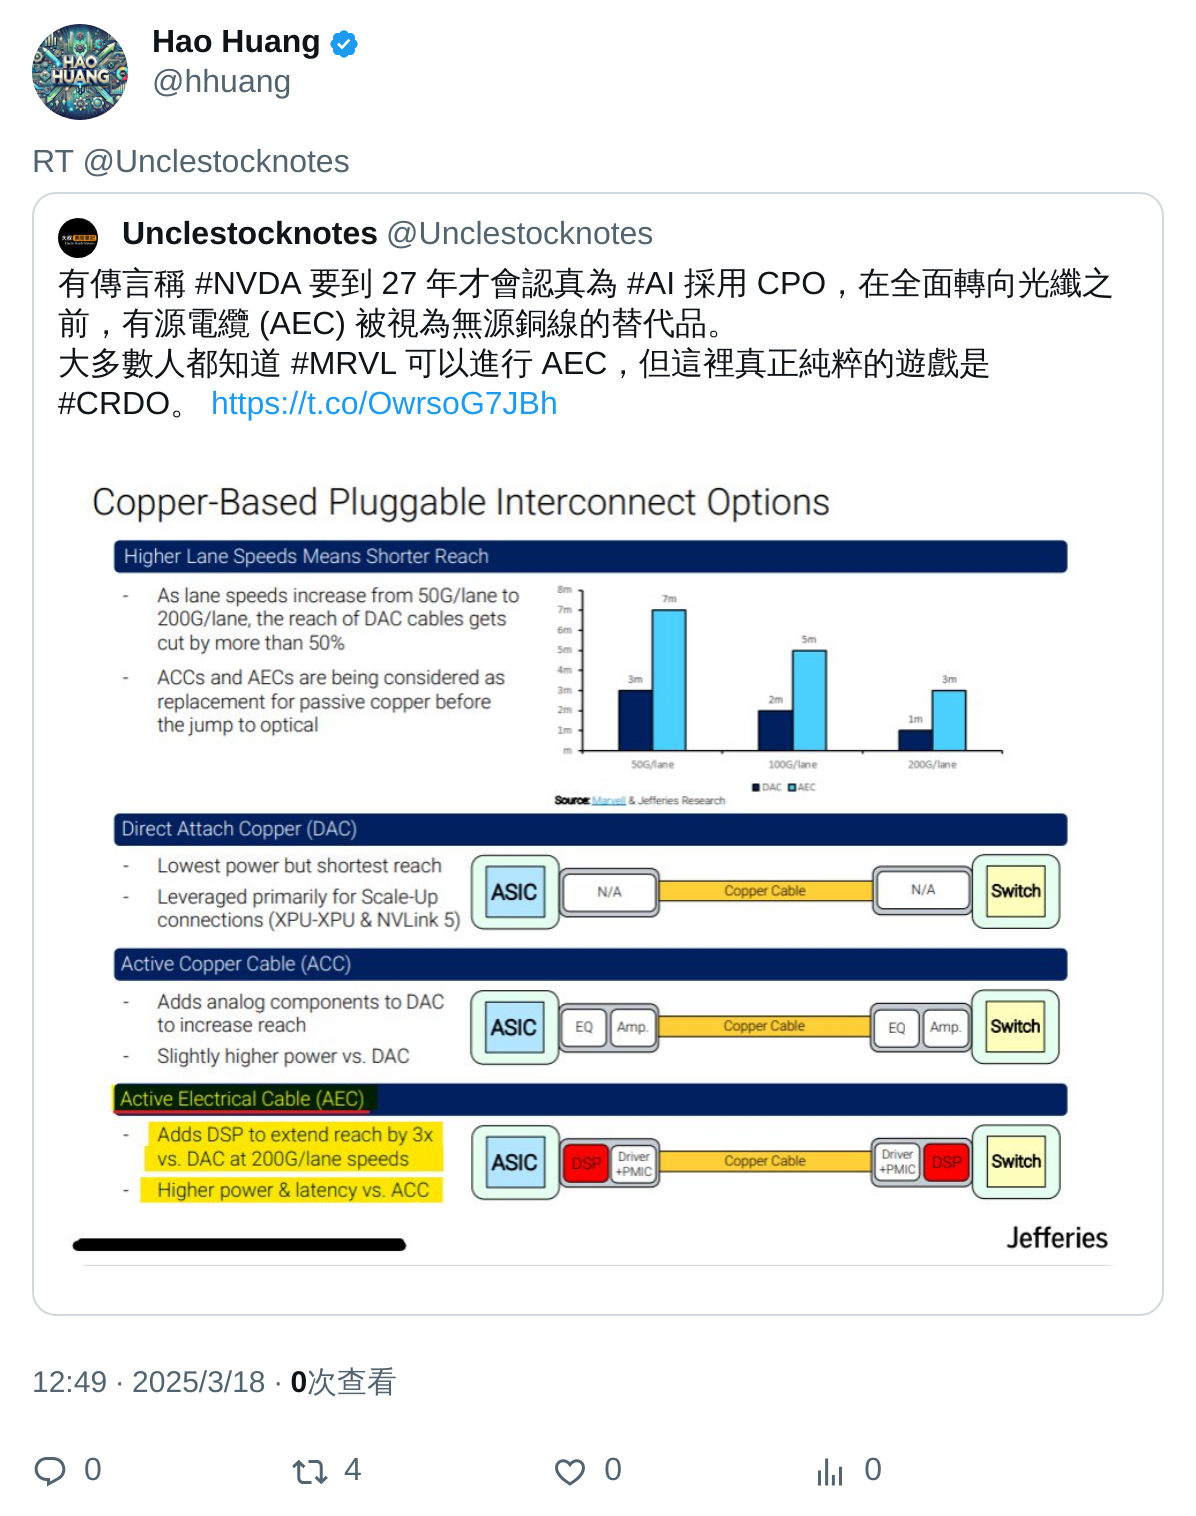 HAO
HUANG
Hao Huang
@hhuang
RT @Unclestocknotes
Unclestocknotes @Unclestocknotes
有傳言稱 #NVDA 要到 27 年才會認真為 #AI 採用 CPO，在全面轉向光纖之
前，有源電纜 (AEC) 被視為無源銅線的替代品。
大多數人都知道 #MRVL 可以進行 AEC，但這裡真正純粹的遊戲是
#CRDO。 https://t.co/OwrsoG7JBh
Copper-Based Pluggable Interconnect Options
Higher Lane Speeds Means Shorter Reach
- As lane speeds increase from 50G/lane to
200G/lane, the reach of DAC cables gets
cut by more than 50%
- ACCs and AECs are being considered as
replacement for passive copper before
the jump to optical
8m
7m
6m
5m
4m
3m
2m
1m
m
3m
7m
2m
5m
1m
3m
50G/lane
100G/lane
200G/lane
DAC AEC
Source: Marvell & Jefferies Research
Direct Attach Copper (DAC)
- Lowest power but shortest reach
- Leveraged primarily for Scale-Up
connections (XPU-XPU & NVLink 5)
ASIC N/A Copper Cable N/A Switch
Active Copper Cable (ACC)
- Adds analog components to DAC
to increase reach
- Slightly higher power vs. DAC
ASIC EQ Amp. Copper Cable EQ Amp. Switch
Active Electrical Cable (AEC)
- Adds DSP to extend reach by 3x
vs. DAC at 200G/lane speeds
- Higher power & latency vs. ACC
ASIC DSP Driver
+PMIC Copper Cable Driver
+PMIC DSP Switch
Jefferies
12:49 · 2025/3/18 · 0次查看
0 4 0 0